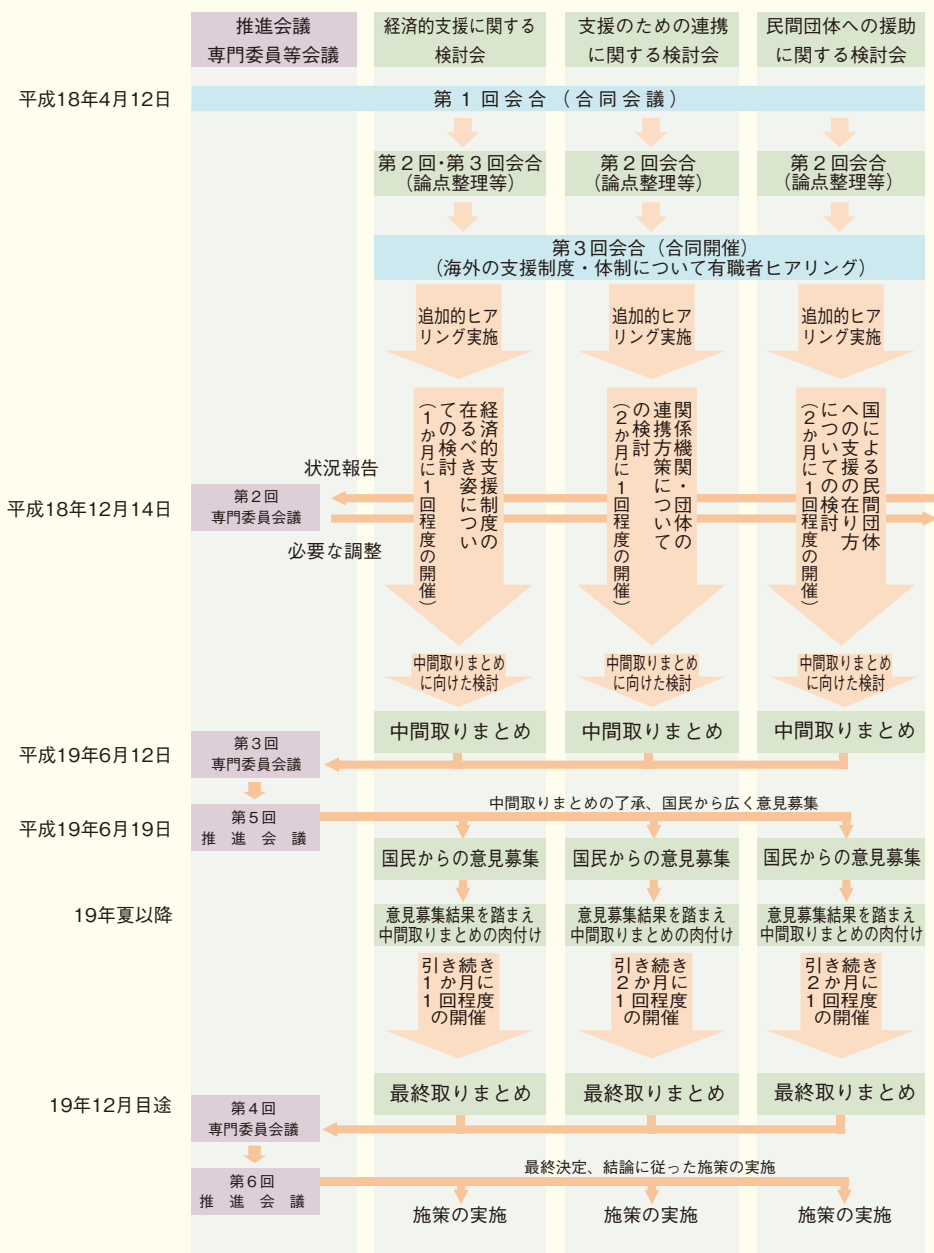 推進会議
専門委員等会議
経済的支援に関する
検討会
支援のための連携
に関する検討会
民間団体への援助
に関する検討会
平成18年4月12日
第1回会合（合同会議）
第2回・第3回会合
（論点整理等）
第2回会合
（論点整理等）
第2回会合
（論点整理等）
第3回会合（合同開催）
（海外の支援制度・体制について有職者ヒアリング）
追加的ヒア
リング実施
追加的ヒア
リング実施
追加的ヒア
リング実施
経済的支援制度の
在るべき姿につい
ての検討
（1か月に1回程度の開催）
関係機関・団体の
連携方策について
の検討
（2か月に1回程度の開催）
国による民間団体
への支援の在り方
についての検討
（2か月に1回程度の開催）
状況報告
平成18年12月14日
第2回
専門委員会議
必要な調整
中間取りまとめ
に向けた検討
中間取りまとめ
に向けた検討
中間取りまとめ
に向けた検討
中間取りまとめ
中間取りまとめ
中間取りまとめ
平成19年6月12日
第3回
専門委員会議
中間取りまとめの了承、国民から広く意見募集
平成19年6月19日
第5回
推進会議
国民からの意見募集
国民からの意見募集
国民からの意見募集
19年夏以降
意見募集結果を踏まえ
中間取りまとめの肉付け
意見募集結果を踏まえ
中間取りまとめの肉付け
意見募集結果を踏まえ
中間取りまとめの肉付け
引き続き
1か月に
1回程度
の開催
引き続き
2か月に
1回程度
の開催
引き続き
2か月に
1回程度
の開催
19年12月目途
最終取りまとめ
最終取りまとめ
最終取りまとめ
第4回
専門委員会議
最終決定、結論に従った施策の実施
第6回
推進会議
施策の実施
施策の実施
施策の実施